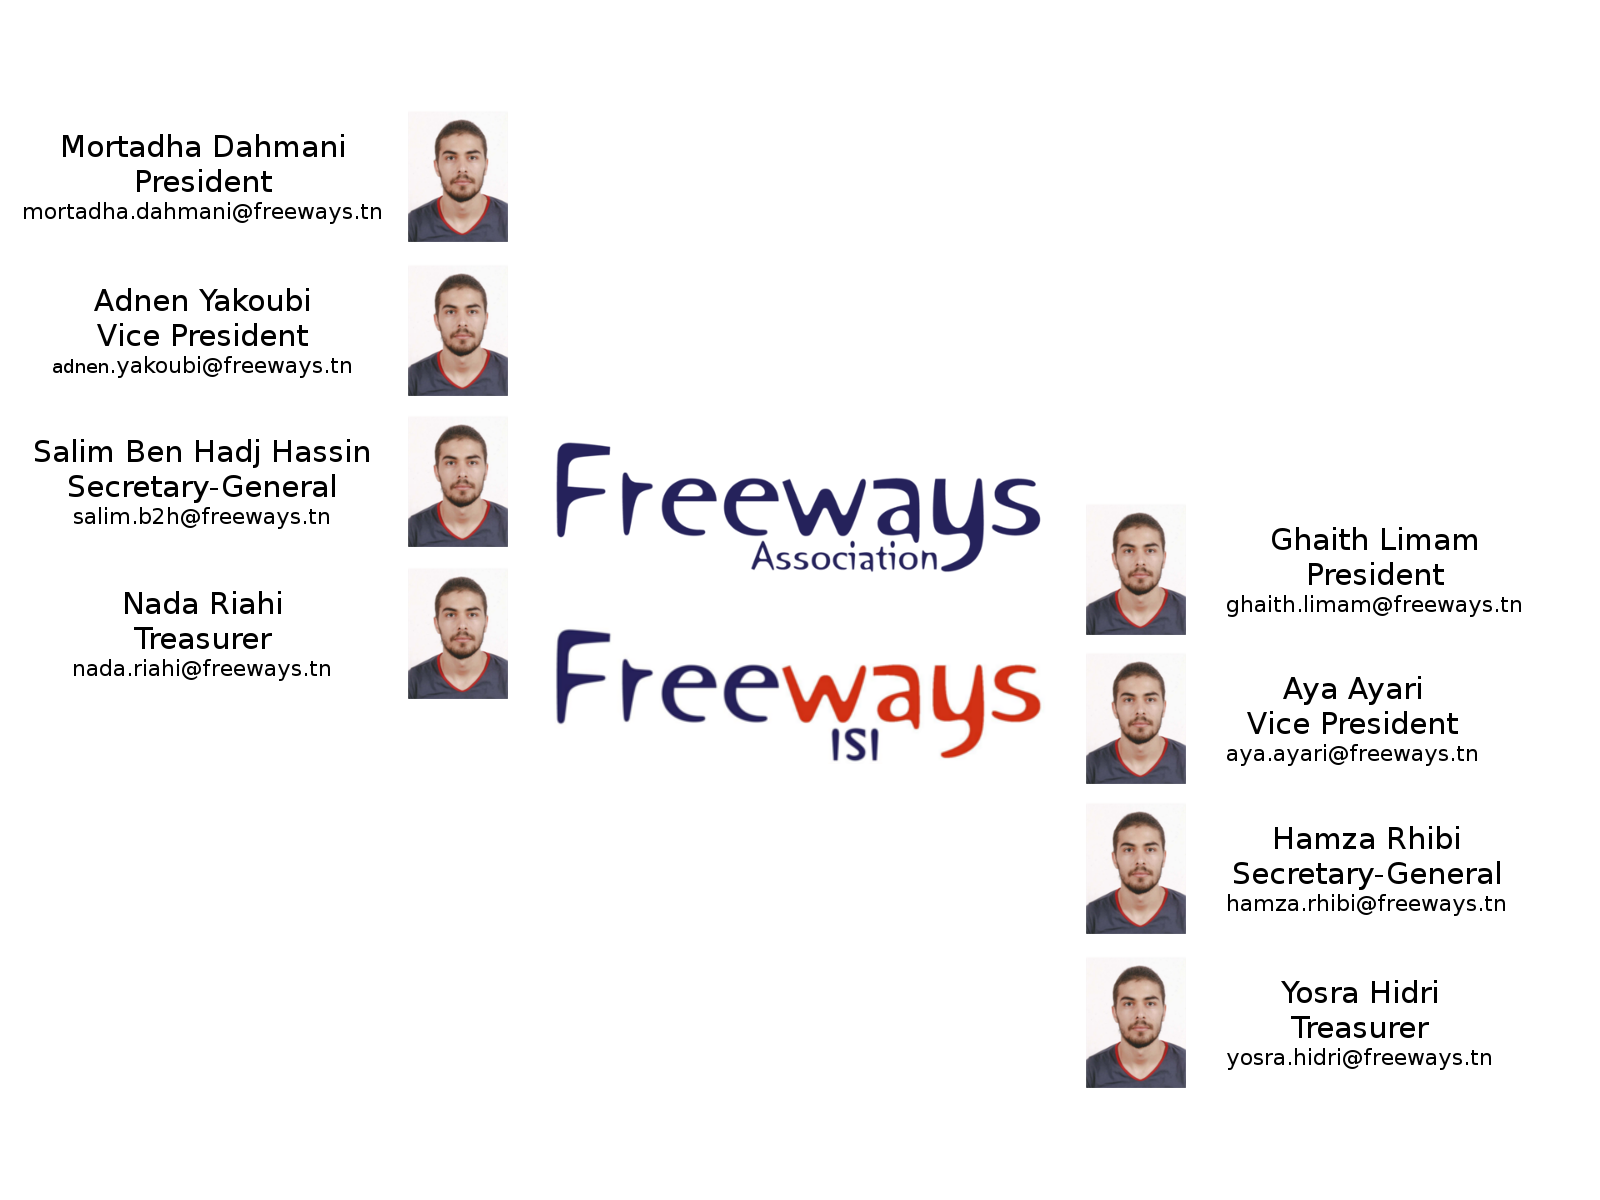 Mortadha Dahmani
President
mortadha.dahmani@freeways.tn
Adnen Yakoubi
Vice President
adnen.yakoubi@freeways.tn
Salim Ben Hadj Hassin
Secretary-General
salim.b2h@freeways.tn
Nada Riahi
Treasurer
nada.riahi@freeways.tn
Freeways
Association
Freeways
ISI
Ghaith Limam
President
ghaith.limam@freeways.tn
Aya Ayari
Vice President
aya.ayari@freeways.tn
Hamza Rhibi
Secretary-General
hamza.rhibi@freeways.tn
Yosra Hidri
Treasurer
yosra.hidri@freeways.tn